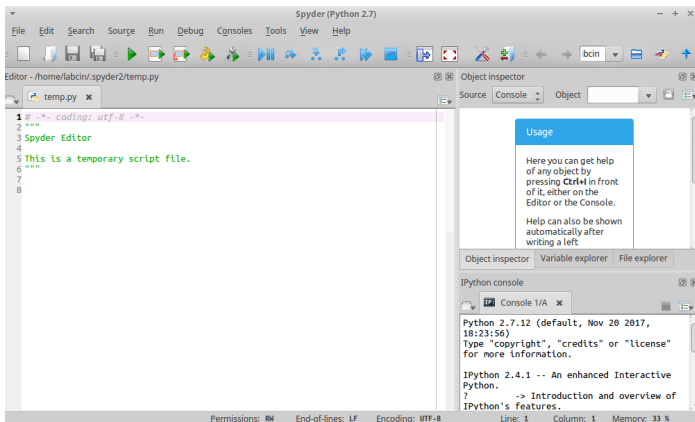 Spyder (Python 2.7)
File Edit Search Source Run Debug Consoles Tools View Help
bcin
Editor - /home/labcin/.spyder2/temp.py
temp.py
1 # -*- coding: utf-8 -*-
2 """
3 Spyder Editor
4
5 This is a temporary script file.
6 """
7
8
Object inspector
Source Console Object
Usage
Here you can get help
of any object by
pressing Ctrl+I in front
of it, either on the
Editor or the Console.
Help can also be shown
automatically after
writing a left
Object inspector Variable explorer File explorer
IPython console
Console 1/A
Python 2.7.12 (default, Nov 20 2017,
18:23:56)
Type "copyright", "credits" or "license"
for more information.
IPython 2.4.1 -- An enhanced Interactive
Python.
? -> Introduction and overview of
IPython's features.
Permissions: RW End-of-lines: LF Encoding: UTF-8 Line: 1 Column: 1 Memory: 33 %